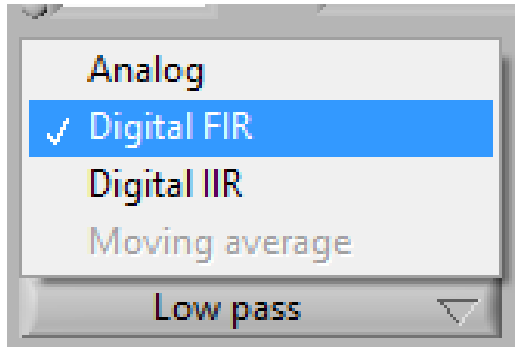 Analog
Digital FIR
Digital IIR
Moving average
Low pass